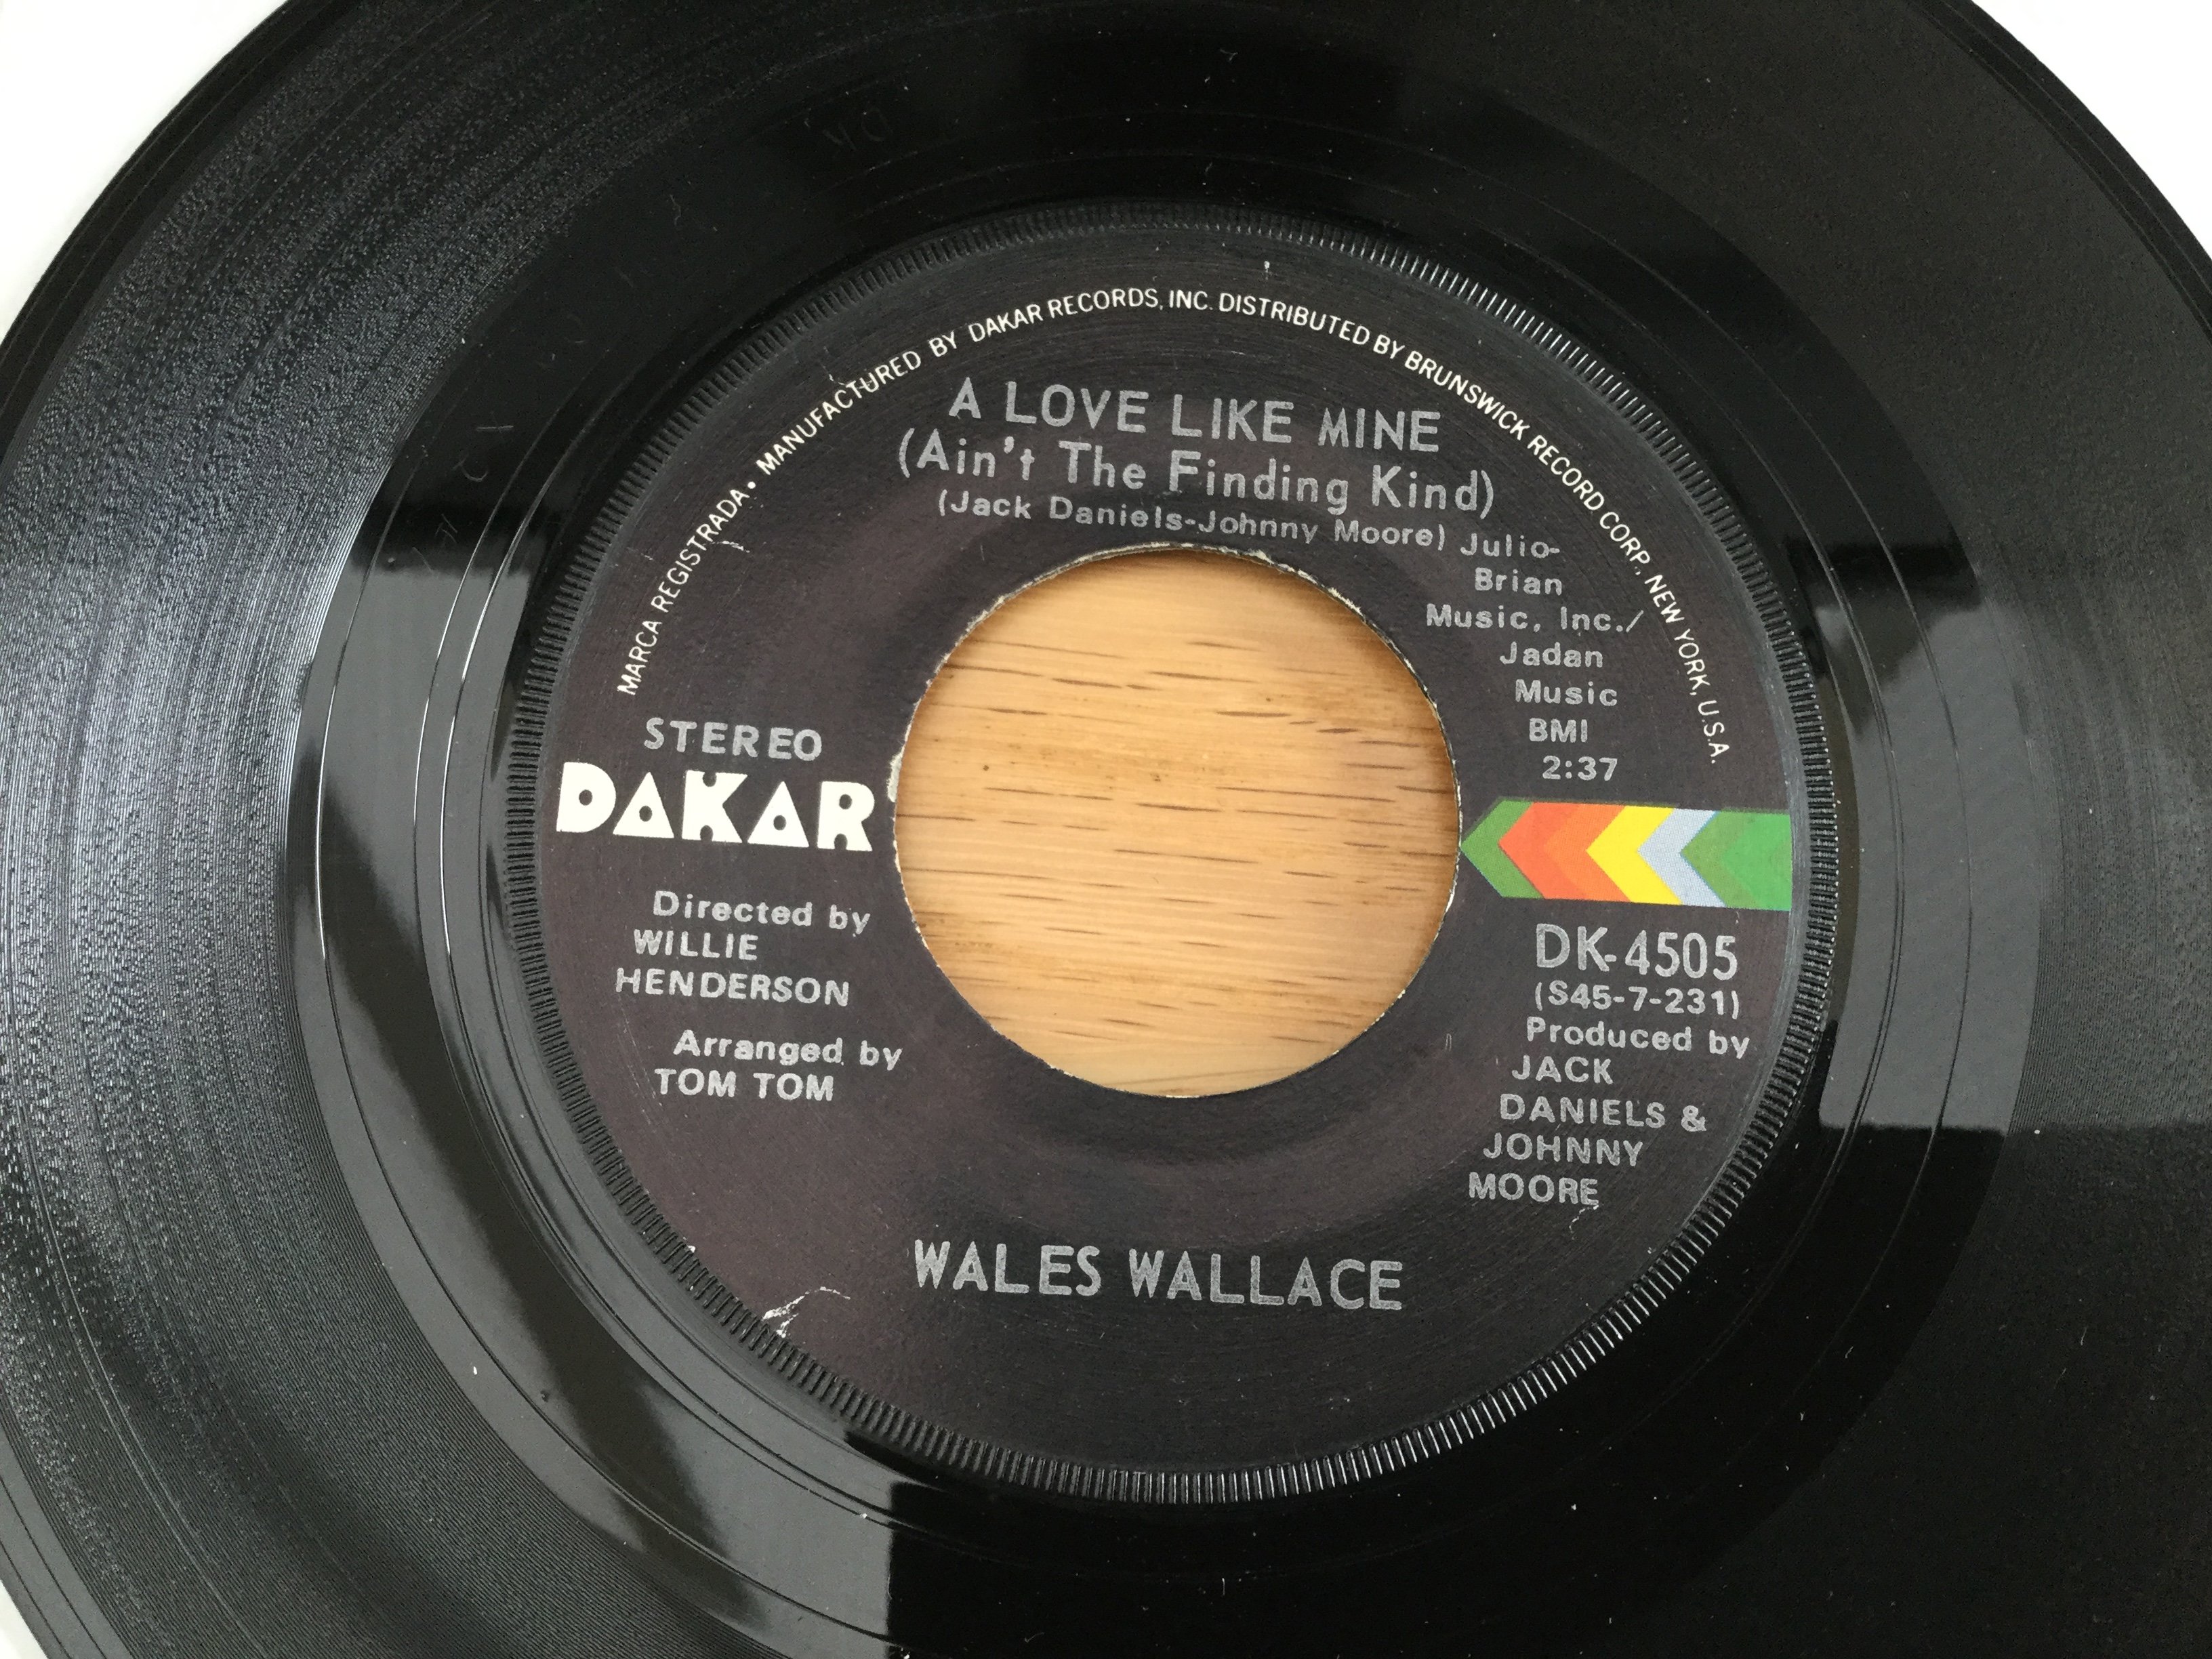 MARCA REGISTRADA • MANUFACTURED BY DAKAR RECORDS, INC. DISTRIBUTED BY BRUNSWICK RECORD CORP., NEW YORK, U.S.A.
A LOVE LIKE MINE
(Ain't The Finding Kind)
(Jack Daniels-Johnny Moore) Julio-
Brian
Music, Inc./
Jadan
Music
BMI
2:37
STEREO
DAKAR
Directed by
WILLIE
HENDERSON
Arranged by
TOM TOM
DK-4505
(S45-7-231)
Produced by
JACK
DANIELS &
JOHNNY
MOORE
WALES WALLACE